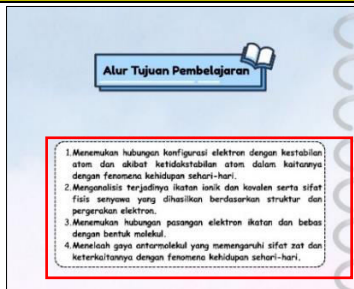 Alur Tujuan Pembelajaran
1. Menemukan hubungan konfigurasi elektron dengan kestabilan
atom dan akibat ketidakstabilan atom dalam kaitannya
dengan fenomena kehidupan sehari-hari.
2. Menganalisis terjadinya ikatan ionik dan kovalen serta sifat
fisis senyawa yang dihasilkan berdasarkan struktur dan
pergerakan elektron.
3. Menemukan hubungan pasangan elektron ikatan dan bebas
dengan bentuk molekul.
4. Menelaah gaya antarmolekul yang memengaruhi sifat zat dan
keterkaitannya dengan fenomena kehidupan sehari-hari.